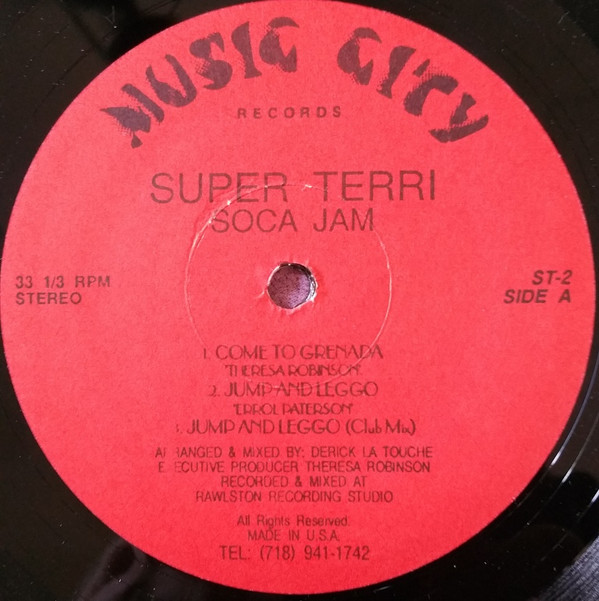 MUSIC CITY
RECORDS
SUPER TERRI
SOCA JAM
33 1/3 RPM
STEREO
ST-2
SIDE A
1. COME TO GRENADA
"THERESA ROBINSON"
2. JUMP AND LEGGO
"ERROL PATERSON"
3. JUMP AND LEGGO (Club Mix)
ARRANGED & MIXED BY: DERICK LA TOUCHE
EXECUTIVE PRODUCER THERESA ROBINSON
RECORDED & MIXED AT
RAWLSTON RECORDING STUDIO
All Rights Reserved.
MADE IN U.S.A.
TEL: (718) 941-1742